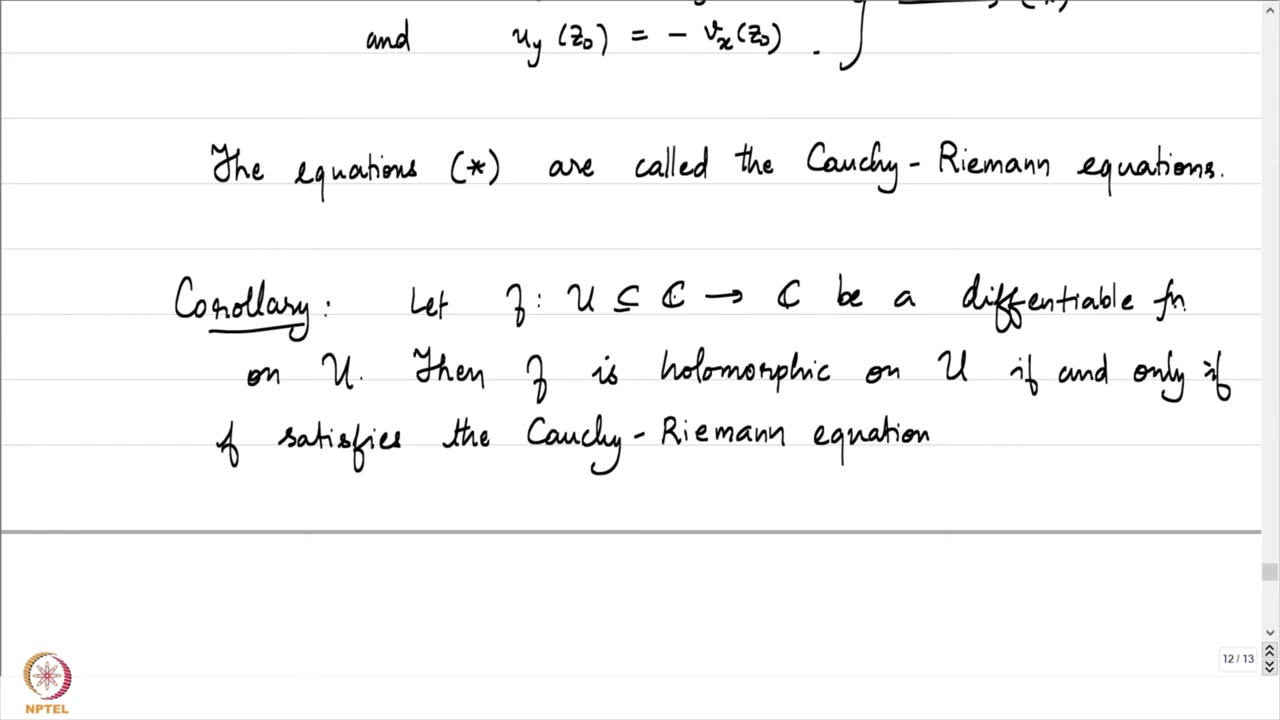 and u_y (z_0) = - v_x (z_0) .
The equations (*) are called the Cauchy - Riemann equations.
Corollary : Let f : U ⊆ ℂ → ℂ be a diffentiable fn
on U. Then f is holomorphic on U if and only if
f satisfies the Cauchy - Riemann equation
12 / 13
NPTEL